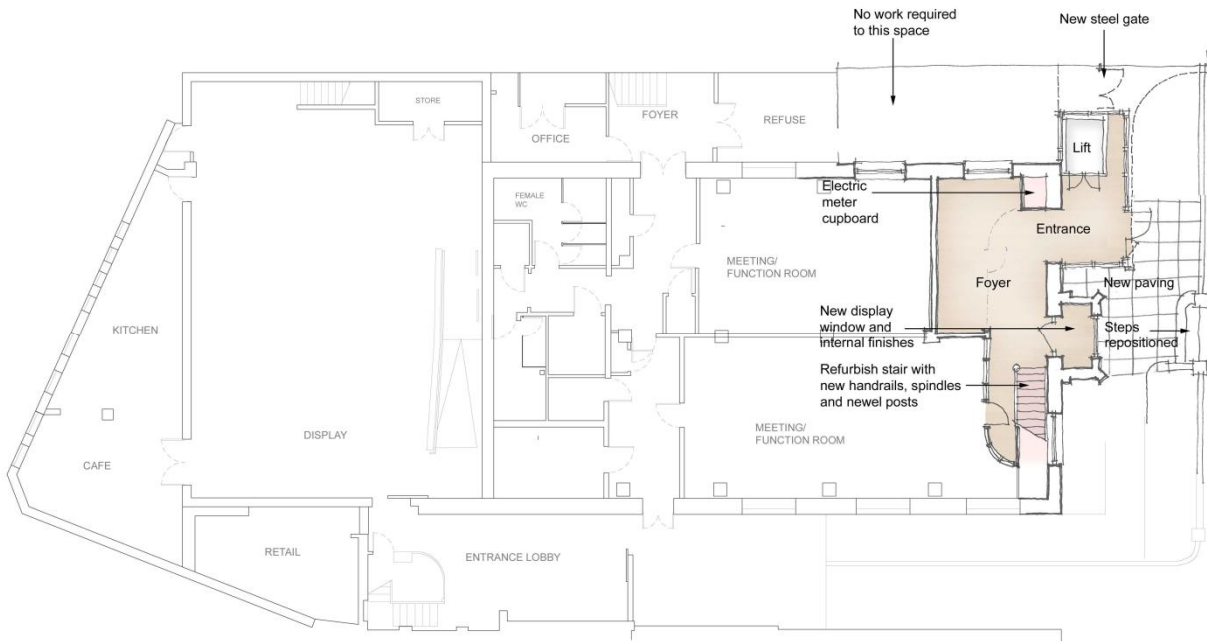 No work required
to this space
New steel gate
STORE
OFFICE
FOYER
REFUSE
Lift
Electric
meter
cupboard
FEMALE
WC
Entrance
MEETING/
FUNCTION ROOM
Foyer
New paving
KITCHEN
New display
window and
internal finishes
Steps
repositioned
Refurbish stair with
new handrails, spindles
and newel posts
DISPLAY
MEETING/
FUNCTION ROOM
CAFE
RETAIL
ENTRANCE LOBBY